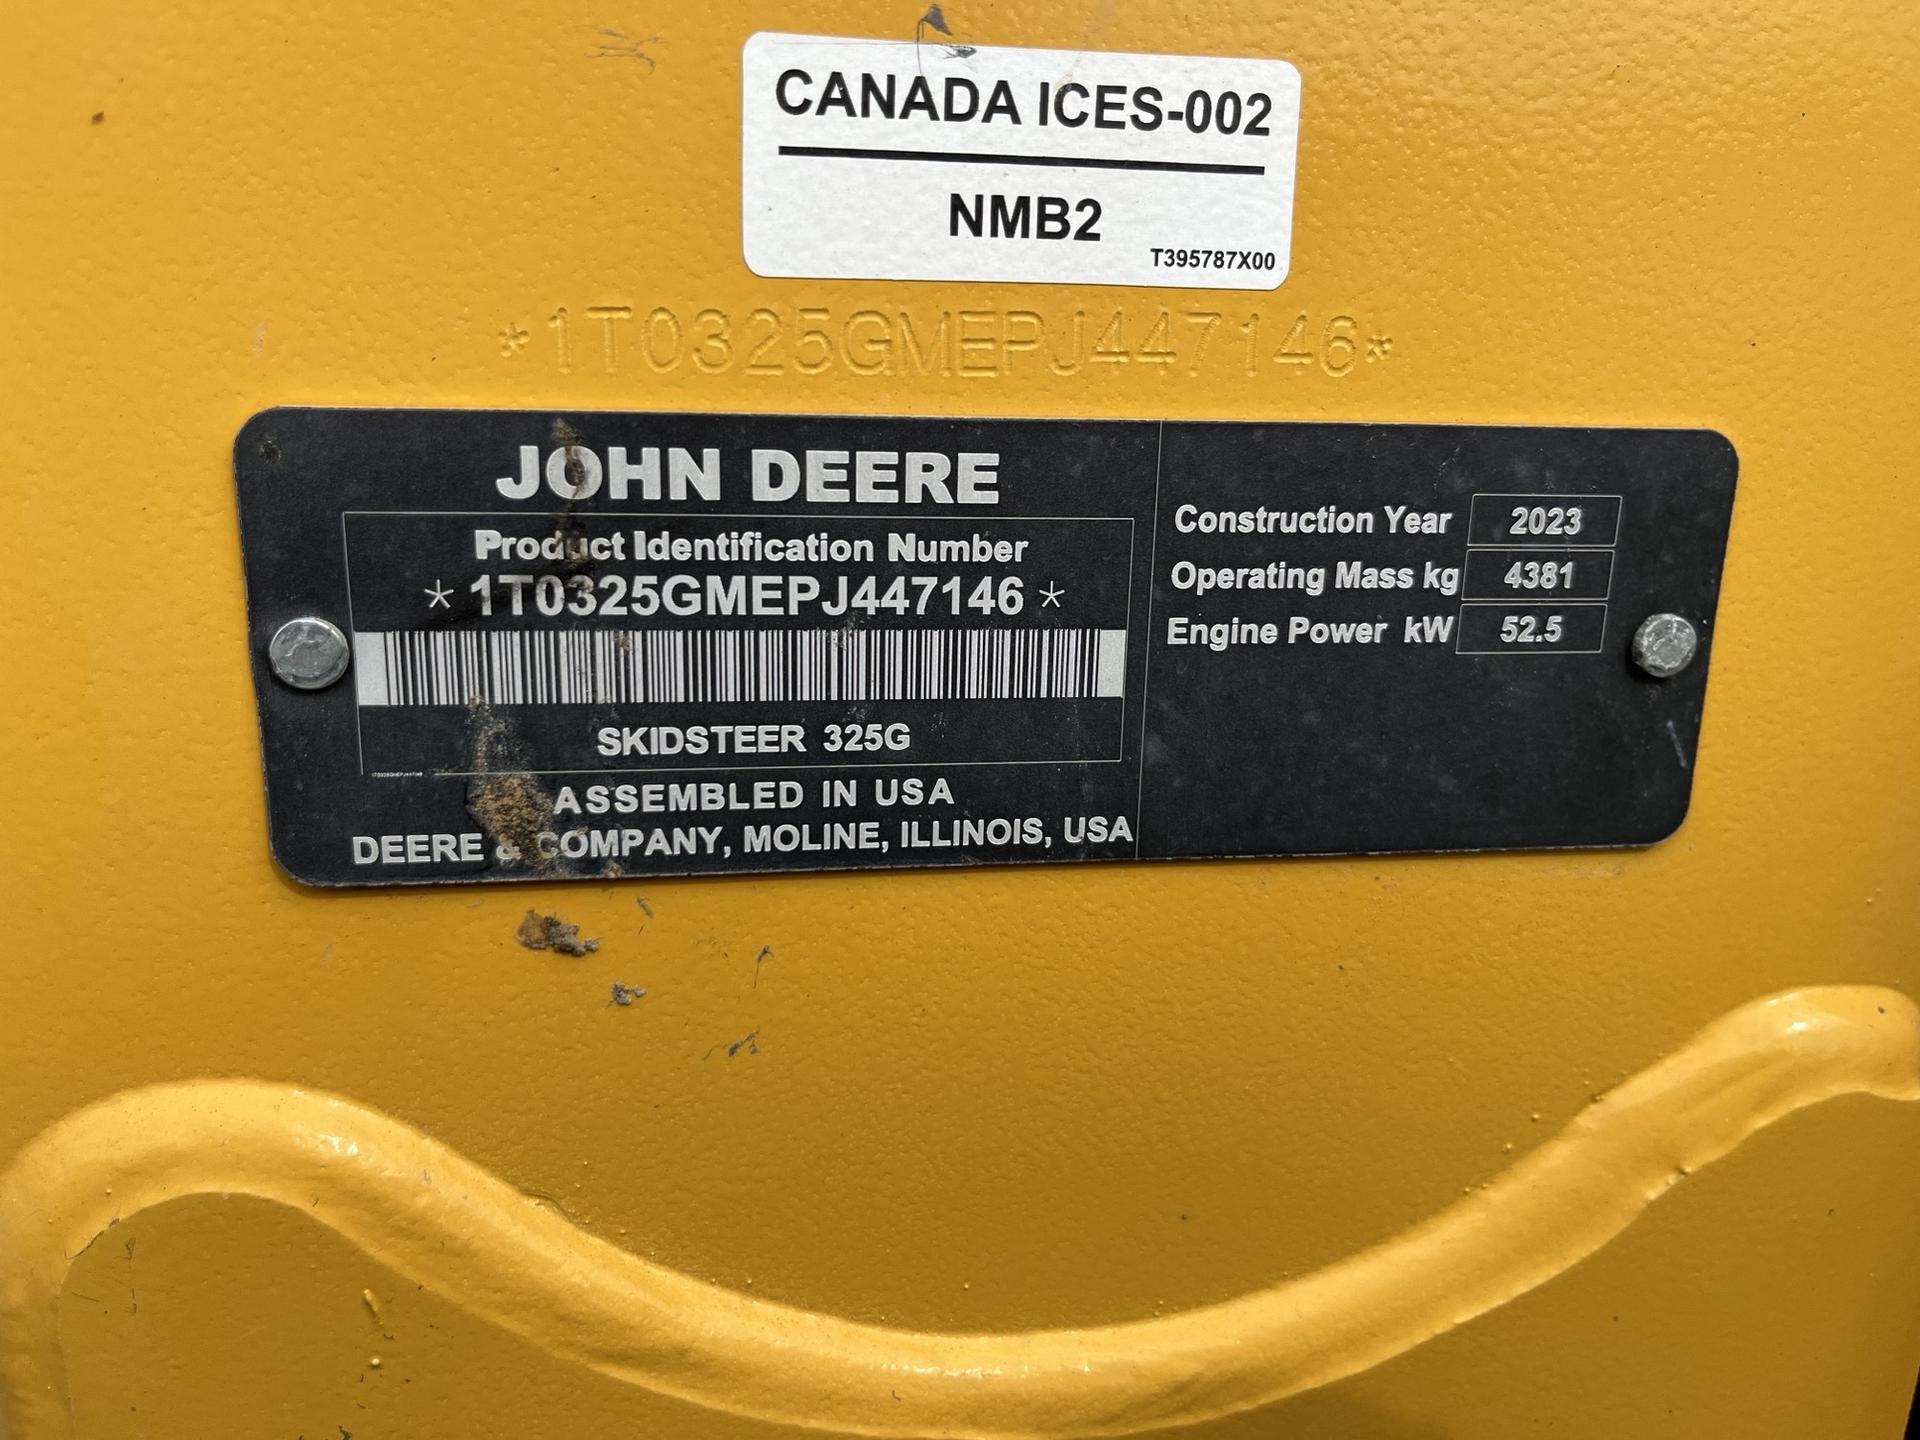 CANADA ICES-002
NMB2
T395787X00
*1T0325GMEPJ447146*
JOHN DEERE
Product Identification Number
* 1T0325GMEPJ447146 *
SKIDSTEER 325G
1T0325GMEPJ447146
ASSEMBLED IN USA
DEERE & COMPANY, MOLINE, ILLINOIS, USA
Construction Year 2023
Operating Mass kg 4381
Engine Power kW 52.5